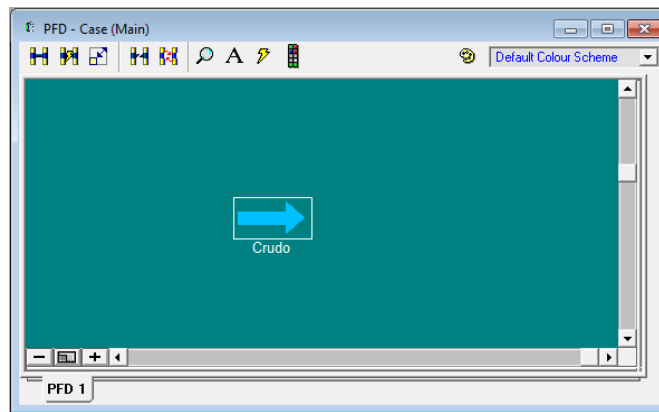 PFD - Case (Main)
A
Default Colour Scheme
Crudo
PFD 1